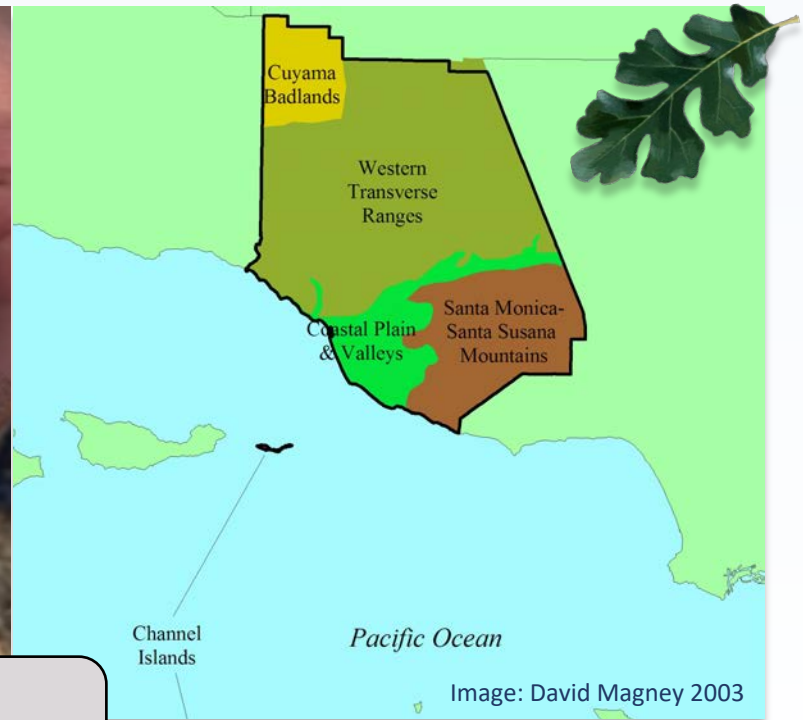 Cuyama
Badlands
Western
Transverse
Ranges
Santa Monica-
Santa Susana
Mountains
Coastal Plain
& Valleys
Channel
Islands
Pacific Ocean
Image: David Magney 2003